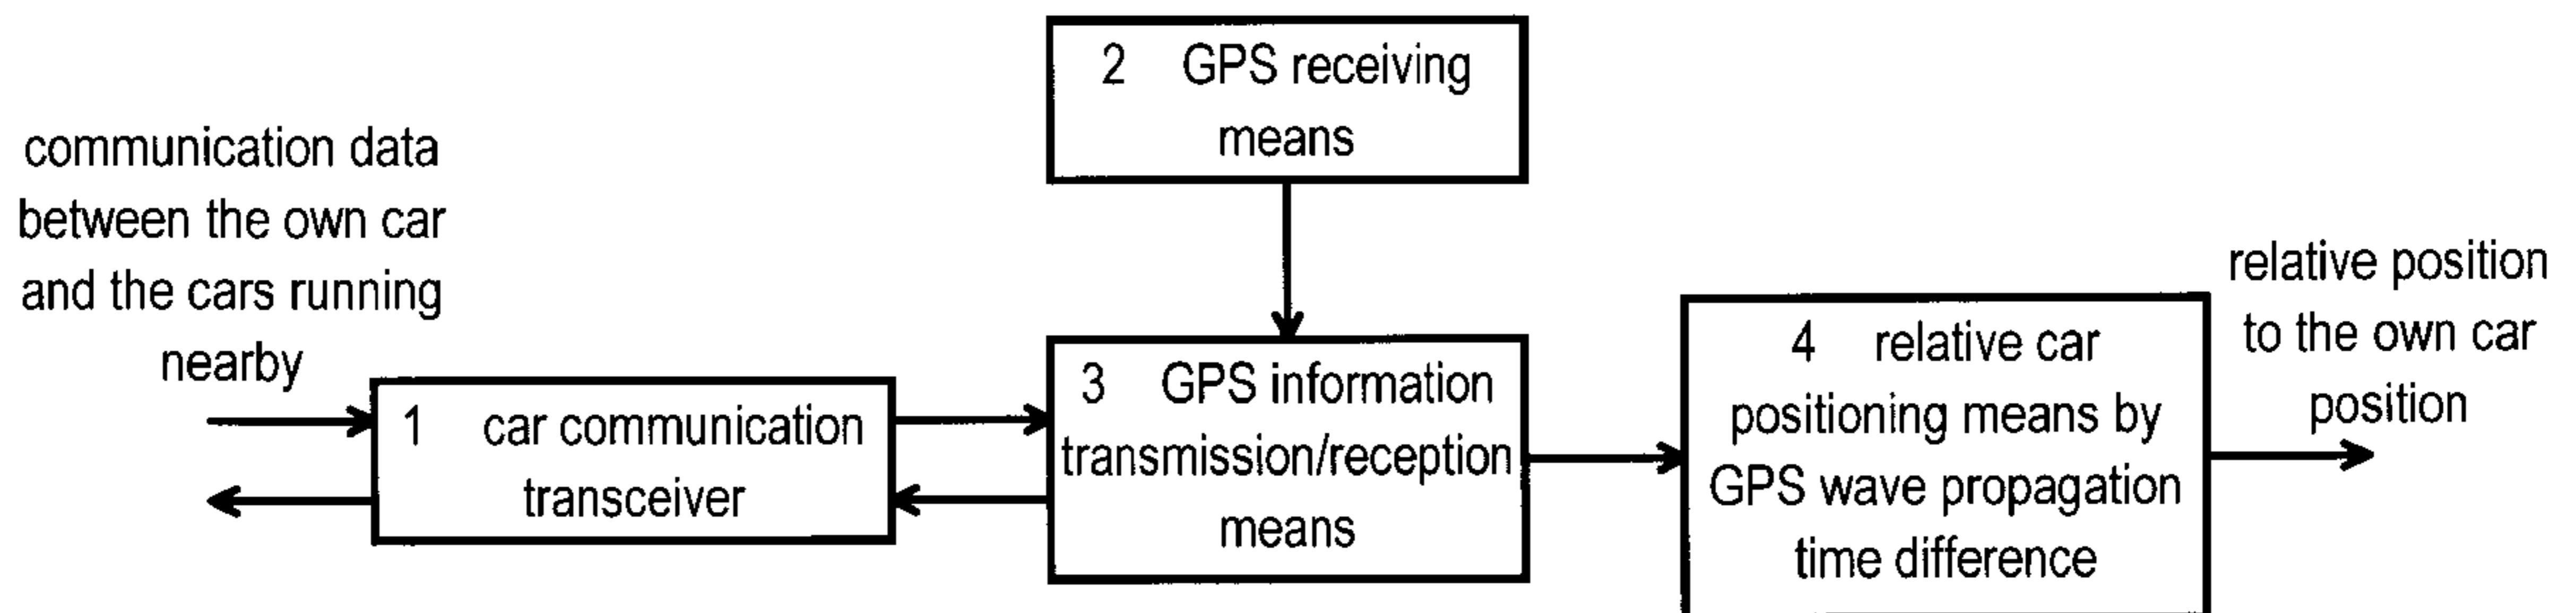 communication data
between the own car
and the cars running
nearby
1 car communication
transceiver
2 GPS receiving
means
3 GPS information
transmission/reception
means
4 relative car
positioning means by
GPS wave propagation
time difference
relative position
to the own car
position